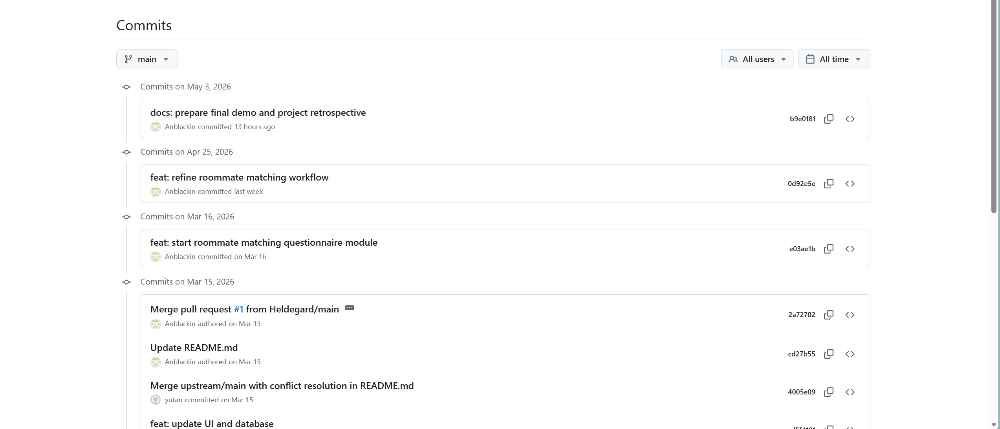 Commits
main
All users
All time
Commits on May 3, 2026
docs: prepare final demo and project retrospective
Anblackin committed 13 hours ago
b9e0181
Commits on Apr 25, 2026
feat: refine roommate matching workflow
Anblackin committed last week
0d92e5e
Commits on Mar 16, 2026
feat: start roommate matching questionnaire module
Anblackin committed on Mar 16
e03ae1b
Commits on Mar 15, 2026
Merge pull request #1 from Heldegard/main
Anblackin authored on Mar 15
2a72702
Update README.md
Anblackin authored on Mar 15
cd27b55
Merge upstream/main with conflict resolution in README.md
yutan committed on Mar 15
4005e09
feat: update UI and database